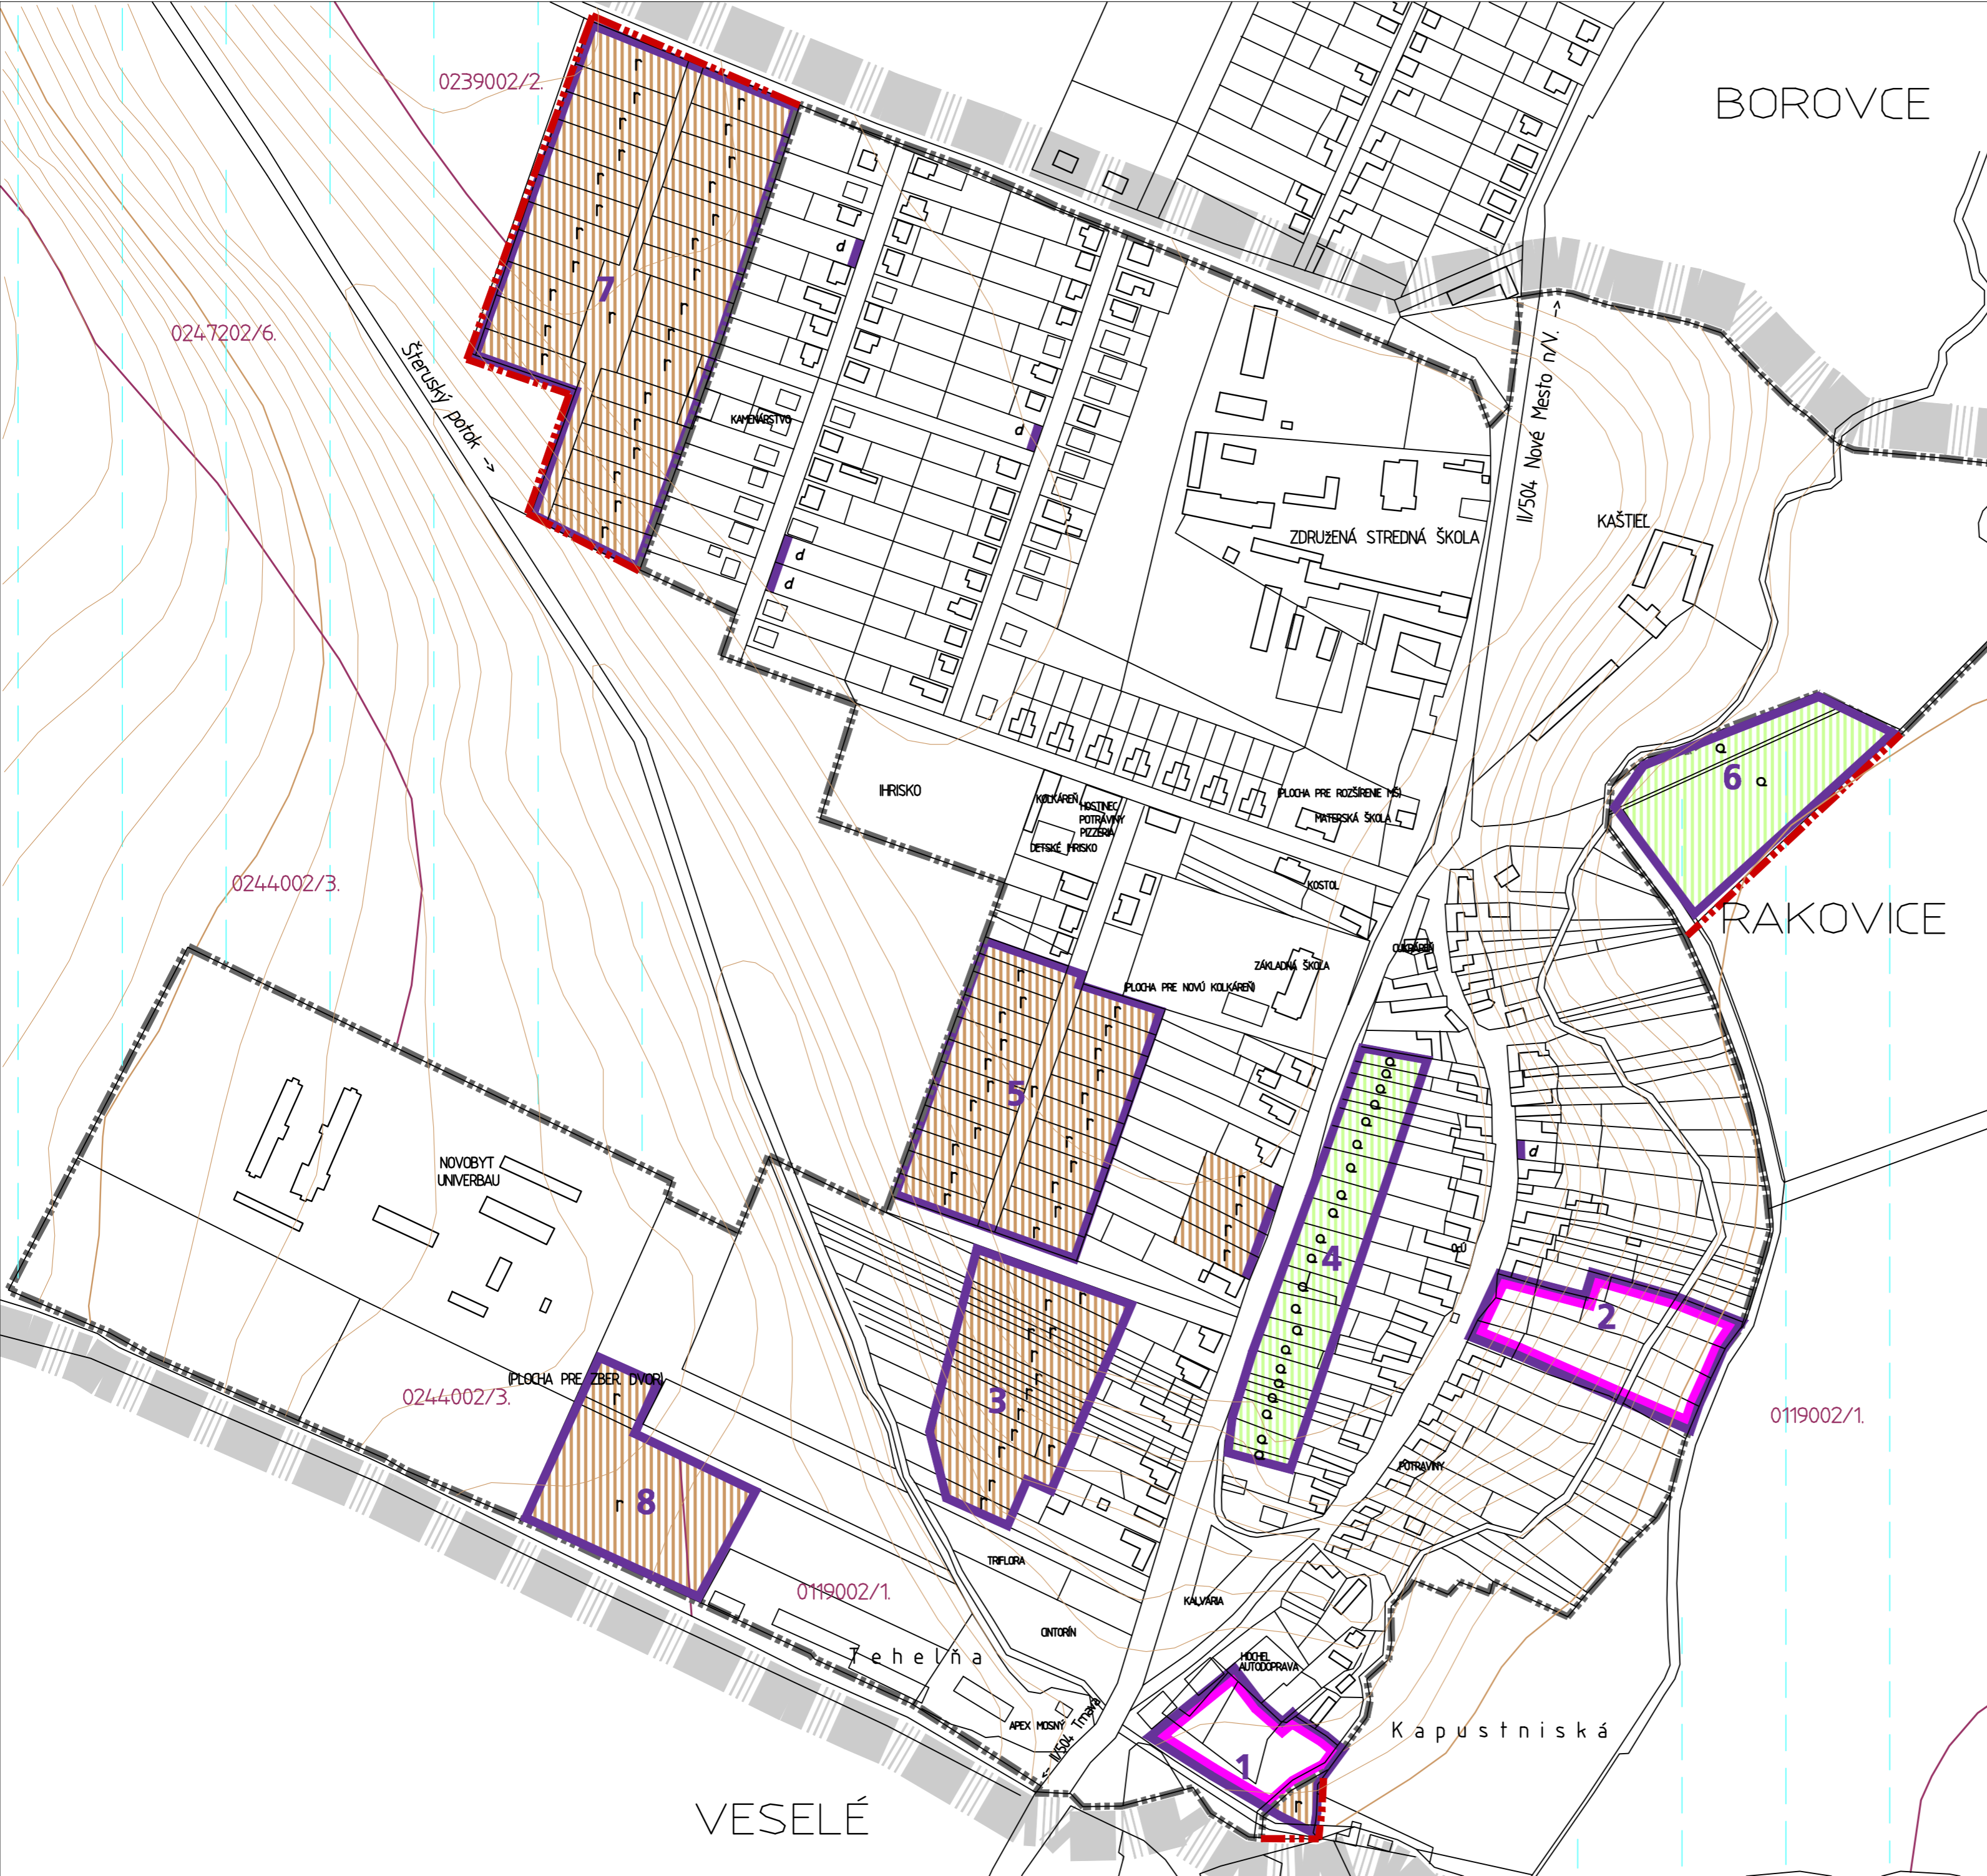 BOROVCE
0239002/2.
7
d
0247202/6.
Šteruský potok ->
II/504 Nové Mesto n/V. ->
KAMENÁRSTVO
d
ZDRUŽENÁ STREDNÁ ŠKOLA
KAŠTIEĽ
d
d
6
IHRISKO
KOLKÁREŇ
HOSTINEC
POTRAVINY
PIZZERIA
DETSKÉ IHRISKO
(PLOCHA PRE ROZŠÍRENIE MŠ)
MATERSKÁ ŠKOLA
KOSTOL
0244002/3.
RAKOVICE
CUKRÁREŇ
ZÁKLADNÁ ŠKOLA
(PLOCHA PRE NOVÚ KOLKÁREŇ)
5
d
NOVOBYT
UNIVERBAU
OcÚ
4
2
(PLOCHA PRE ZBER. DVOR)
0244002/3.
3
0119002/1.
8
POTRAVINY
TRIFLORA
0119002/1.
KALVÁRIA
CINTORÍN
Tehelňa
HOCHEL
AUTODOPRAVA
APEX MOSNÝ
<- II/504 Trnava
Kapustniská
1
VESELÉ